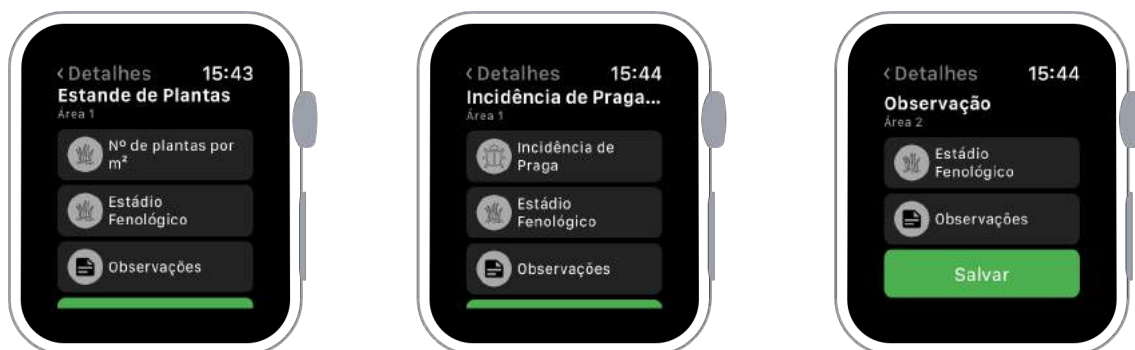 ‹ Detalhes 15:43
Estande de Plantas
Área 1
Nº de plantas por
m²
Estádio
Fenológico
Observações
‹ Detalhes 15:44
Incidência de Praga...
Área 1
Incidência de
Praga
Estádio
Fenológico
Observações
‹ Detalhes 15:44
Observação
Área 2
Estádio
Fenológico
Observações
Salvar